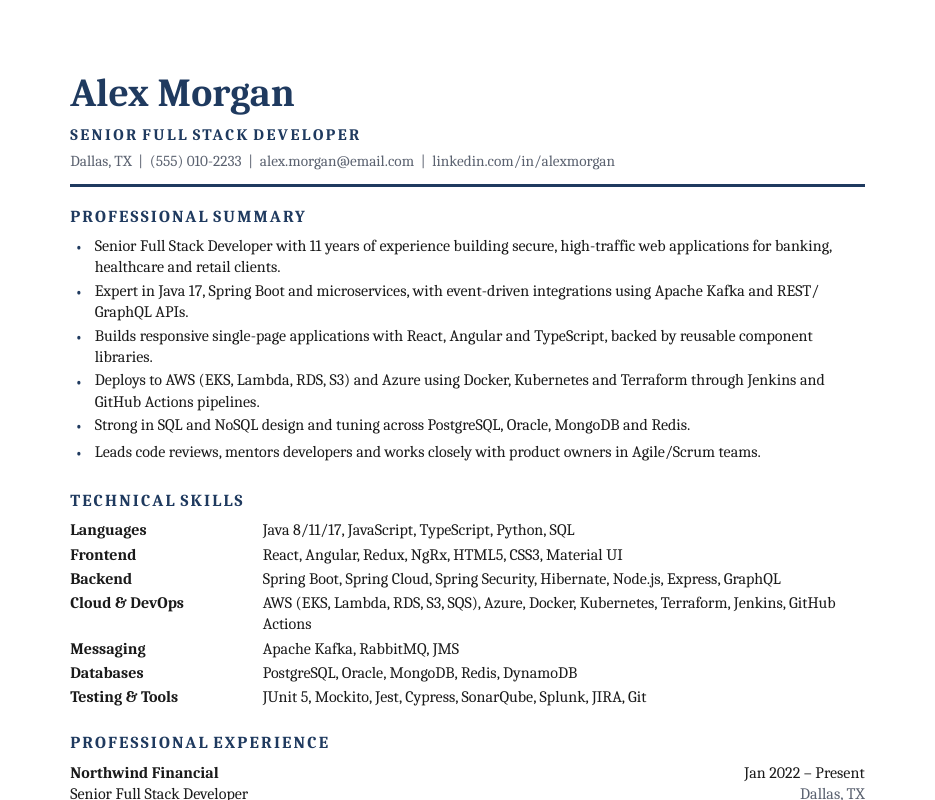 Alex Morgan
SENIOR FULL STACK DEVELOPER
Dallas, TX | (555) 010-2233 | alex.morgan@email.com | linkedin.com/in/alexmorgan
PROFESSIONAL SUMMARY
• Senior Full Stack Developer with 11 years of experience building secure, high-traffic web applications for banking,
healthcare and retail clients.
• Expert in Java 17, Spring Boot and microservices, with event-driven integrations using Apache Kafka and REST/
GraphQL APIs.
• Builds responsive single-page applications with React, Angular and TypeScript, backed by reusable component
libraries.
• Deploys to AWS (EKS, Lambda, RDS, S3) and Azure using Docker, Kubernetes and Terraform through Jenkins and
GitHub Actions pipelines.
• Strong in SQL and NoSQL design and tuning across PostgreSQL, Oracle, MongoDB and Redis.
• Leads code reviews, mentors developers and works closely with product owners in Agile/Scrum teams.
TECHNICAL SKILLS
Languages Java 8/11/17, JavaScript, TypeScript, Python, SQL
Frontend React, Angular, Redux, NgRx, HTML5, CSS3, Material UI
Backend Spring Boot, Spring Cloud, Spring Security, Hibernate, Node.js, Express, GraphQL
Cloud & DevOps AWS (EKS, Lambda, RDS, S3, SQS), Azure, Docker, Kubernetes, Terraform, Jenkins, GitHub
Actions
Messaging Apache Kafka, RabbitMQ, JMS
Databases PostgreSQL, Oracle, MongoDB, Redis, DynamoDB
Testing & Tools JUnit 5, Mockito, Jest, Cypress, SonarQube, Splunk, JIRA, Git
PROFESSIONAL EXPERIENCE
Northwind Financial Jan 2022 – Present
Senior Full Stack Developer Dallas, TX